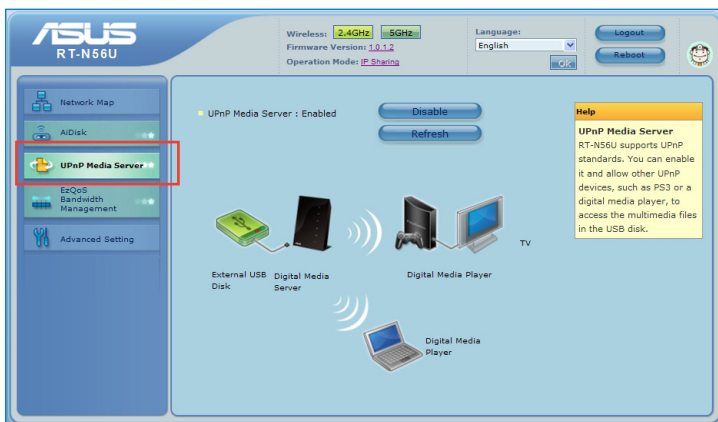 ASUS
RT-N56U
Wireless: 2.4GHz 5GHz
Firmware Version: 1.0.1.2
Operation Mode: IP Sharing
Language:
English
OK
Logout
Reboot
Network Map
AiDisk
UPnP Media Server
EzQoS
Bandwidth
Management
Advanced Setting
UPnP Media Server : Enabled
Disable
Refresh
External USB
Disk
Digital Media
Server
Digital Media Player
TV
Digital Media
Player
Help
UPnP Media Server
RT-N56U supports UPnP
standards. You can enable
it and allow other UPnP
devices, such as PS3 or a
digital media player, to
access the multimedia files
in the USB disk.